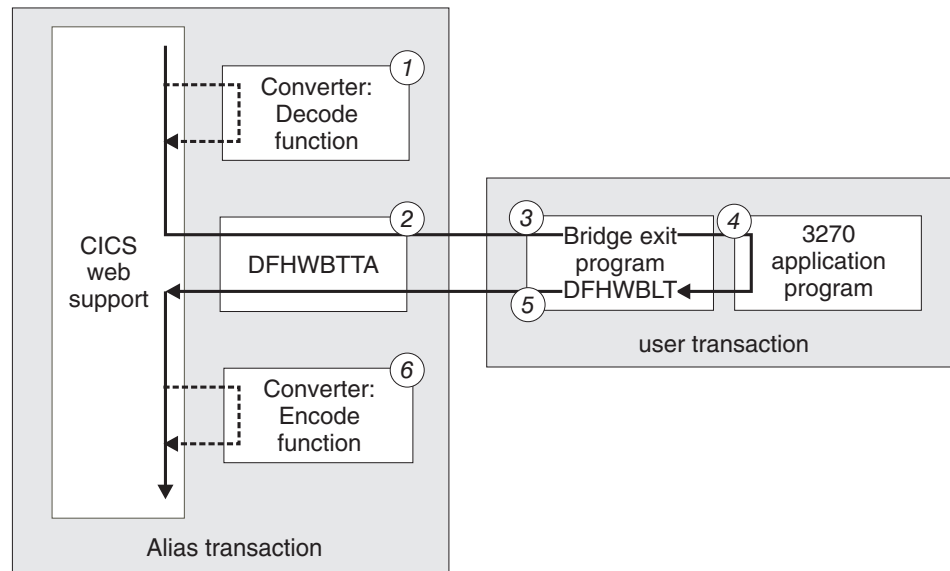 1
Converter:
Decode
function
2
DFHWBTTA
CICS
web
support
3
Bridge exit
program
DFHWBLT
4
3270
application
program
5
user transaction
6
Converter:
Encode
function
Alias transaction